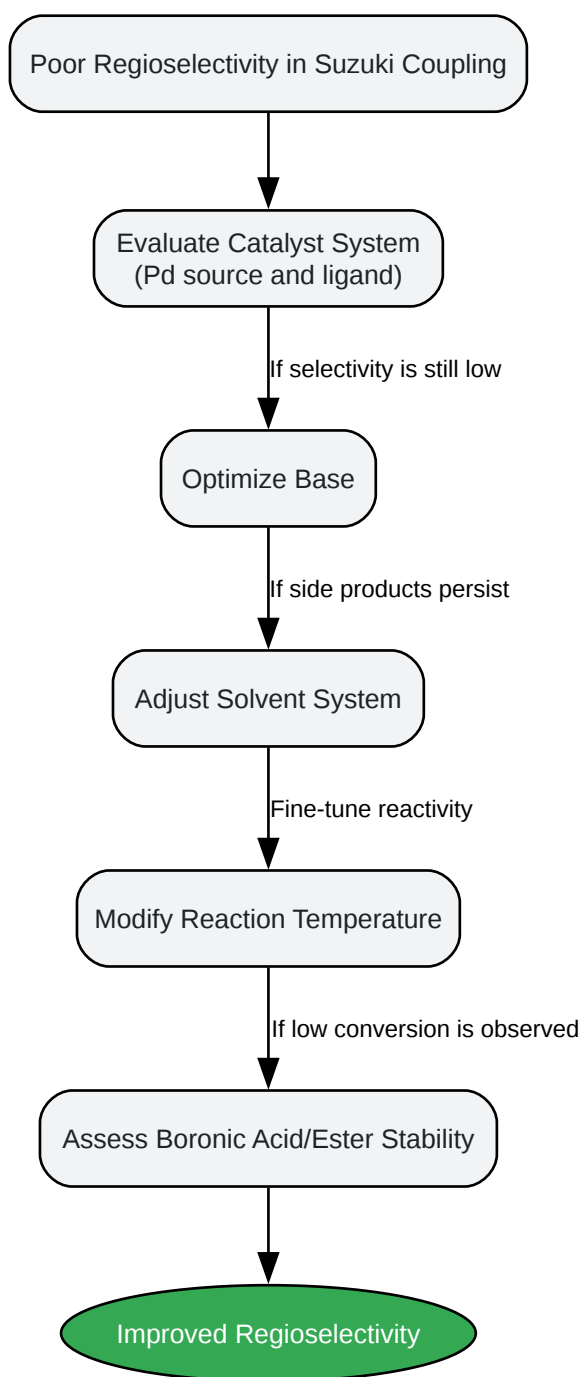 Poor Regioselectivity in Suzuki Coupling
Evaluate Catalyst System
(Pd source and ligand)
If selectivity is still low
Optimize Base
If side products persist
Adjust Solvent System
Fine-tune reactivity
Modify Reaction Temperature
If low conversion is observed
Assess Boronic Acid/Ester Stability
Improved Regioselectivity